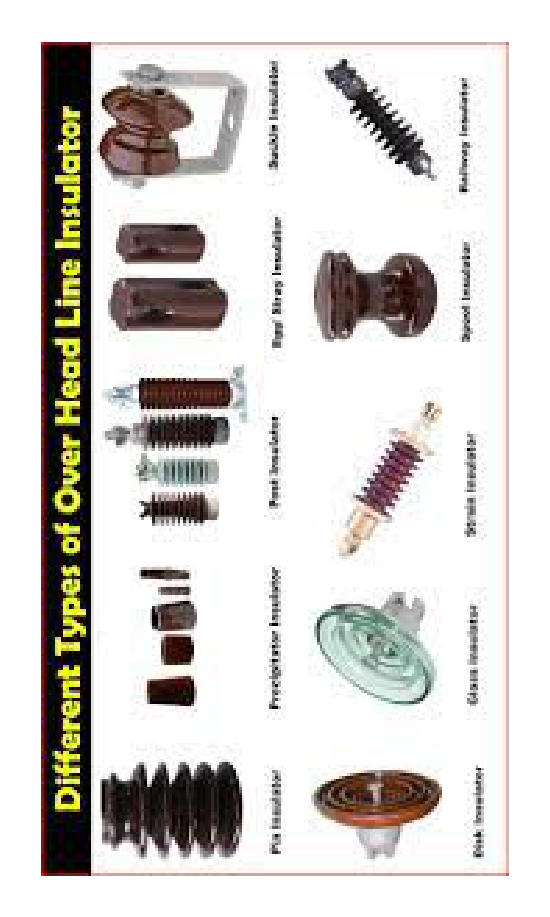 Different Types of Over Head Line Insulator
Pin Insulator
Precipitator Insulator
Post Insulator
Egg/ Stay Insulator
Shackle Insulator
Disk Insulator
Glass Insulator
Strain Insulator
Spool Insulator
Railway Insulator